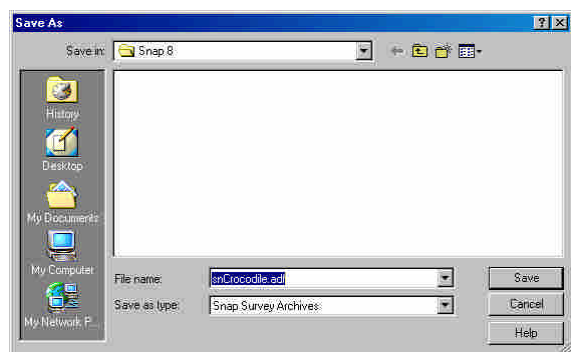 Save As
Save in:
Snap 8
History
Desktop
My Documents
My Computer
My Network P...
File name:
snCrocodile.adf
Save
Save as type:
Snap Survey Archives
Cancel
Help